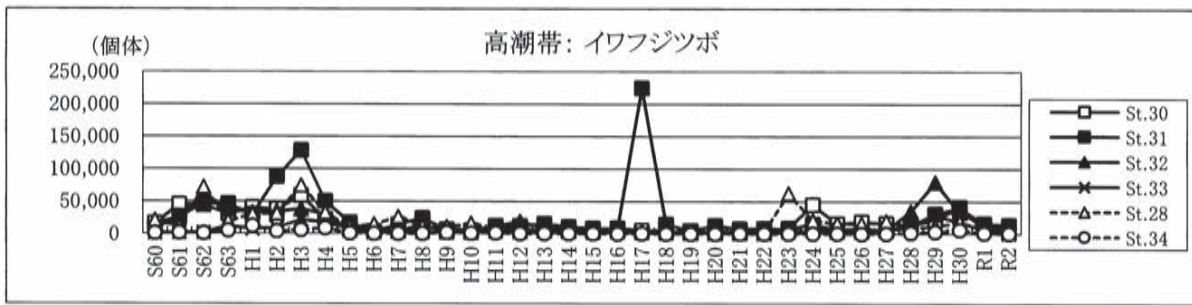 高潮帯: イワフジツボ
(個体)
250,000
200,000
150,000
100,000
50,000
0
S60 S61 S62 S63 H1 H2 H3 H4 H5 H6 H7 H8 H9 H10 H11 H12 H13 H14 H15 H16 H17 H18 H19 H20 H21 H22 H23 H24 H25 H26 H27 H28 H29 H30 R1 R2
St.30
St.31
St.32
St.33
St.28
St.34